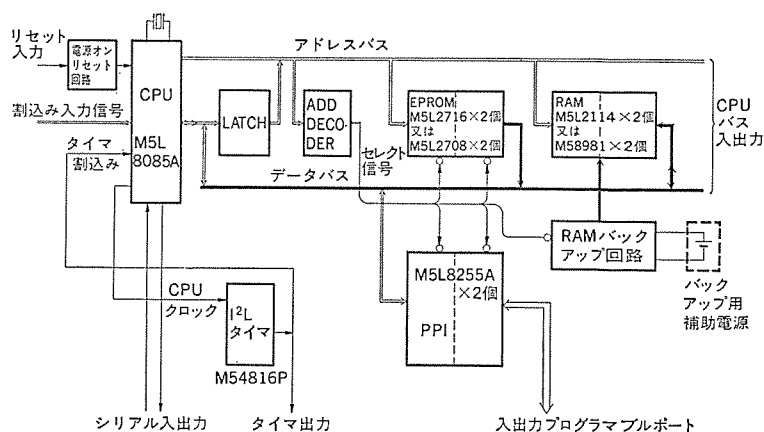 リセット
入力
電源オン
リセット
回路
CPU
M5L
8085A
アドレスバス
割込み入力信号
タイマ
割込み
LATCH
ADD
DECO-
DER
セレクト
信号
データバス
EPROM
M5L2716×2個
又は
M5L2708×2個
RAM
M5L2114×2個
又は
M58981×2個
CPU
バス
入出力
RAMバック
アップ回路
バック
アップ用
補助電源
M5L8255A
×2個
PPI
CPU
クロック
I²L
タイマ
M54816P
シリアル入出力
タイマ出力
入出力プログラマブルポート